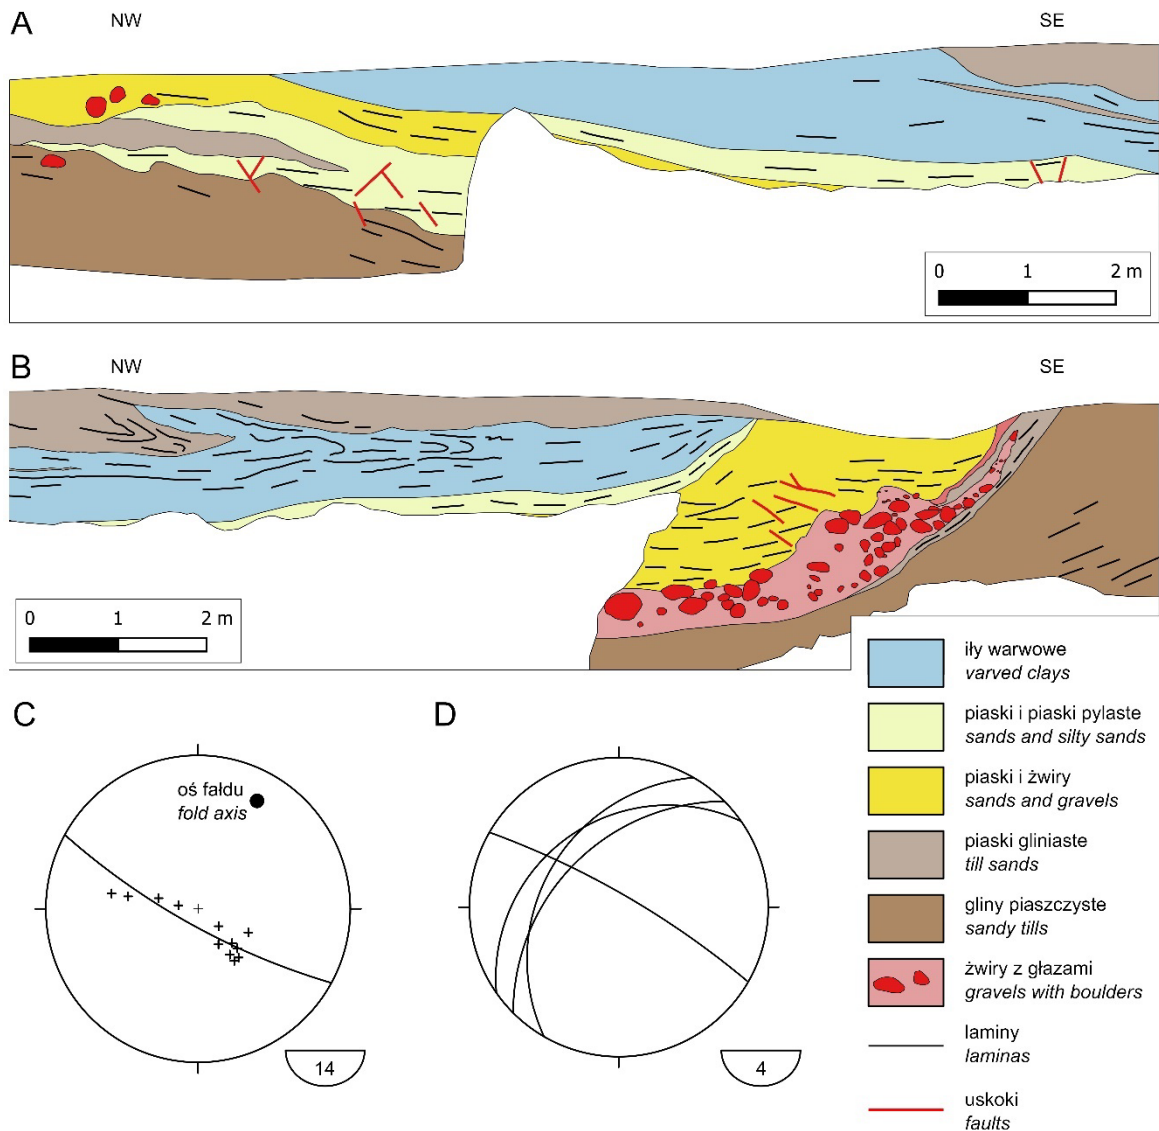 A
NW
SE
0 1 2 m
B
NW
SE
0 1 2 m
C
oś fałdu
fold axis
14
D
4
iły warwowe
varved clays
piaski i piaski pylaste
sands and silty sands
piaski i żwiry
sands and gravels
piaski gliniaste
till sands
gliny piaszczyste
sandy tills
żwiry z głazami
gravels with boulders
laminy
laminas
uskoki
faults